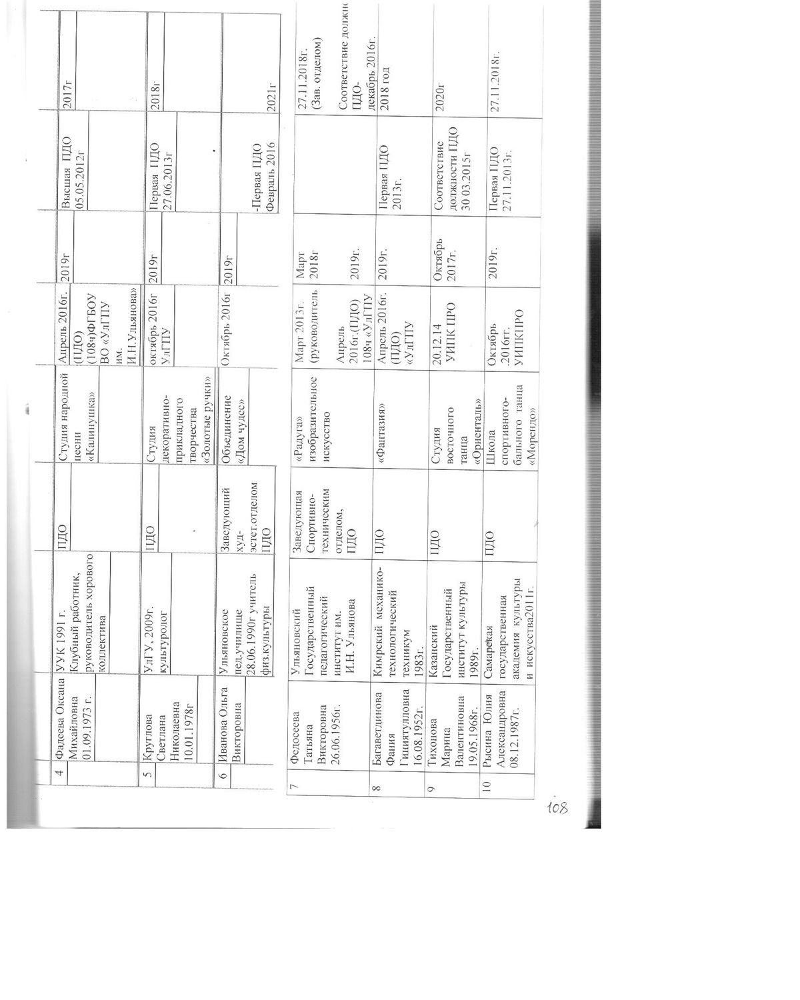 4
Фадеева Оксана
Михайловна
01.09.1973 г.
УУК 1991 г.
Клубный работник,
руководитель хорового
коллектива
ПДО
Студия народной
песни
«Калинушка»
Апрель 2016г.
(ПДО)
(108ч)ФГБОУ
ВО «УлГПУ
им.
И.Н.Ульянова»
2019г
Высшая ПДО
05.05.2012г
2017г
5
Круглова
Светлана
Николаевна
10.01.1978г
УлГУ, 2009г.
культуролог
ПДО
Студия
декоративно-
прикладного
творчества
«Золотые ручки»
октябрь 2016г
УлГПУ
2019г
Первая ПДО
27.06.2013г
2018г
6
Иванова Ольга
Викторовна
Ульяновское
пед.училище
28.06.1990г учитель
физ.культуры
Заведующий
худ-
эстет.отделом
ПДО
Объединение
«Дом чудес»
Октябрь 2016г
2019г
-Первая ПДО
Февраль 2016
2021г
7
Федосеева
Татьяна
Викторовна
26.06.1956г.
Ульяновский
Государственный
педагогический
институт им.
И.Н. Ульянова
Заведующая
Спортивно-
техническим
отделом,
ПДО
«Радуга»
изобразительное
искусство
Март 2013г.
(руководитель
Апрель
2016г.(ПДО)
108ч «УлГПУ
Март
2018г
2019г.
27.11.2018г.
(Зав. отделом)
Соответствие должно
ПДО-
декабрь 2016г.
8
Багаветдинова
Фания
Гиниятулловна
16.08.1952г.
Кимрский механико-
технологический
техникум
1983г.
ПДО
«Фантазия»
Апрель 2016г.
(ПДО)
«УлГПУ
2019г.
Первая ПДО
2013г.
2018 год
9
Тихонова
Марина
Валентиновна
19.05.1968г.
Казанский
Государственный
институт культуры
1989г.
ПДО
Студия
восточного
танца
«Ориенталь»
20.12.14
УИПК ПРО
Октябрь
2017г.
Соответствие
должности ПДО
30 03.2015г
2020г
10
Рысина Юлия
Александровна
08.12.1987г.
Самарская
государственная
академия культуры
и искусства2011г.
ПДО
Школа
спортивного-
бального танца
«Морендо»
Октябрь
.2016гг.
УИПКПРО
2019г.
Первая ПДО
27.11.2013г.
27.11.2018г.
108